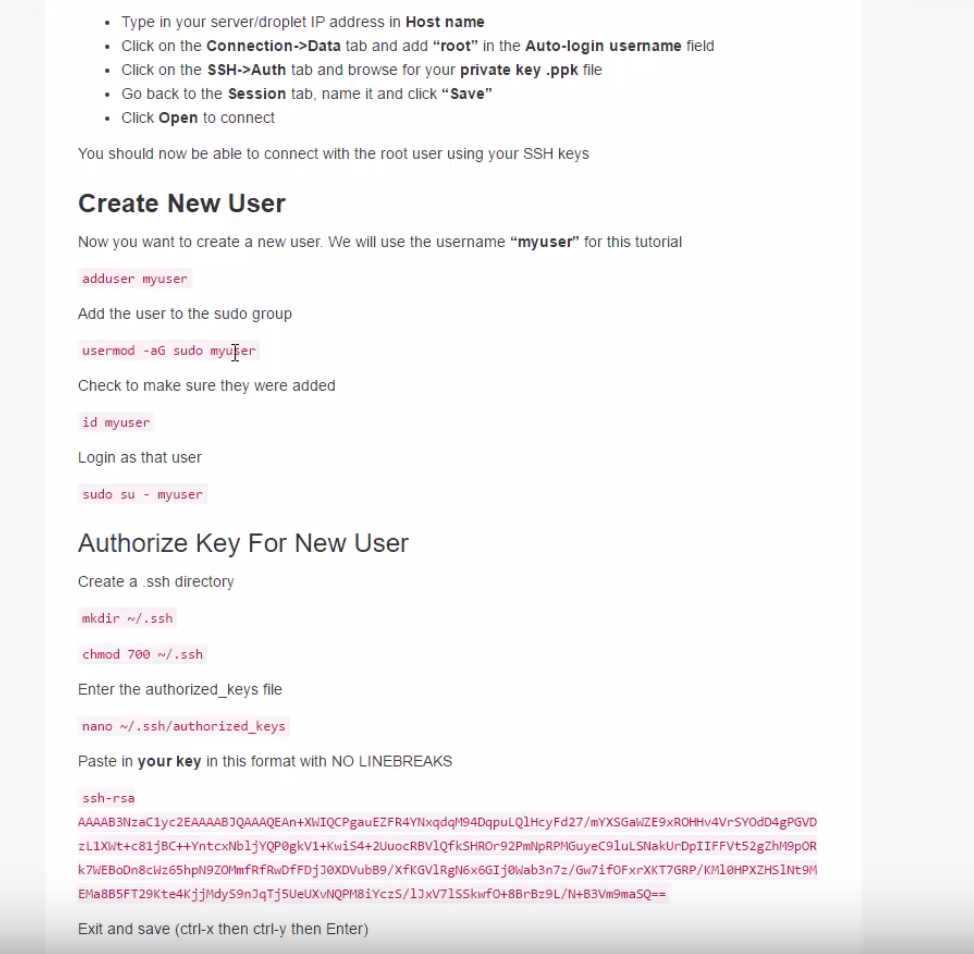 Type in your server/droplet IP address in Host name
Click on the Connection->Data tab and add “root” in the Auto-login username field
Click on the SSH->Auth tab and browse for your private key .ppk file
Go back to the Session tab, name it and click “Save”
Click Open to connect
You should now be able to connect with the root user using your SSH keys
Create New User
Now you want to create a new user. We will use the username “myuser” for this tutorial
adduser myuser
Add the user to the sudo group
usermod -aG sudo myuser
Check to make sure they were added
id myuser
Login as that user
sudo su - myuser
Authorize Key For New User
Create a .ssh directory
mkdir ~/.ssh
chmod 700 ~/.ssh
Enter the authorized_keys file
nano ~/.ssh/authorized_keys
Paste in your key in this format with NO LINEBREAKS
ssh-rsa
AAAAB3NzaC1yc2EAAAABJQAAAQEAn+XWIQCPgauEZFR4YNxqdqM94DqpuLQlHcyFd27/mYXSGaWZE9xROHHv4VrSYOdD4gPGVD
zL1XWt+c81jBC++YntcxNbljYQP0gkV1+KwiS4+2UuocRBVlQfkSHROr92PmNpRPMGuyeC9luLSNakUrDpIIFFVt52gZhM9pOR
k7WEBoDn8cWz65hpN9ZOMmfRfRwDfFDjJ0XDVubB9/XfKGVlRgN6x6GIj0Wab3n7z/Gw7ifOFxrXKT7GRP/KMl0HPXZHSlNt9M
EMa8B5FT29Kte4KjjMdyS9nJqTj5UeUXvNQPM8iYczS/lJxV7lSSkwfO+8BrBz9L/N+B3Vm9maSQ==
Exit and save (ctrl-x then ctrl-y then Enter)